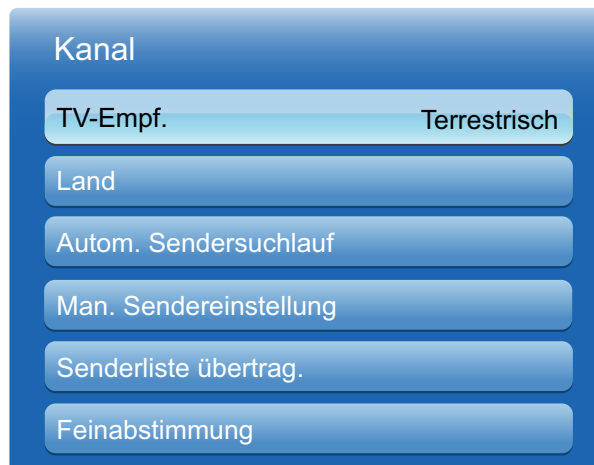 Kanal
TV-Empf. Terrestrisch
Land
Autom. Sendersuchlauf
Man. Sendereinstellung
Senderliste übertrag.
Feinabstimmung